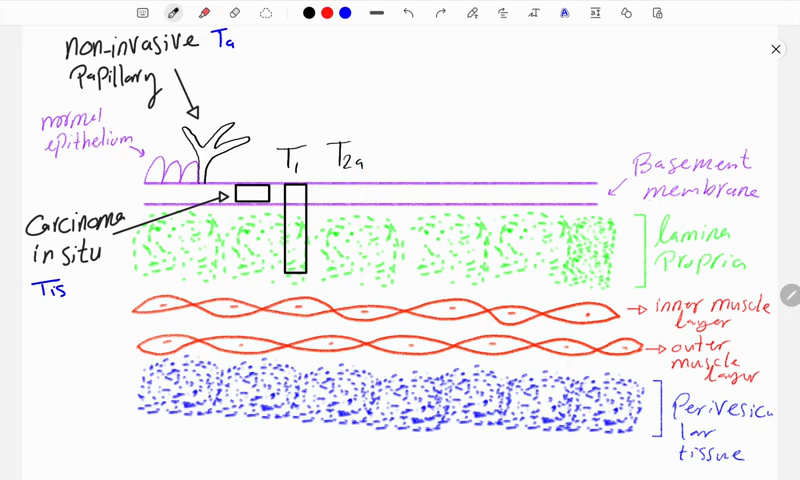 non-invasive Ta
Papillary
normal
epithelium
T1 T2a
Basement
membrane
Carcinoma
in situ
Tis
lamina
Propria
inner muscle
layer
outer
muscle
layer
Perivesicu
lar
tissue